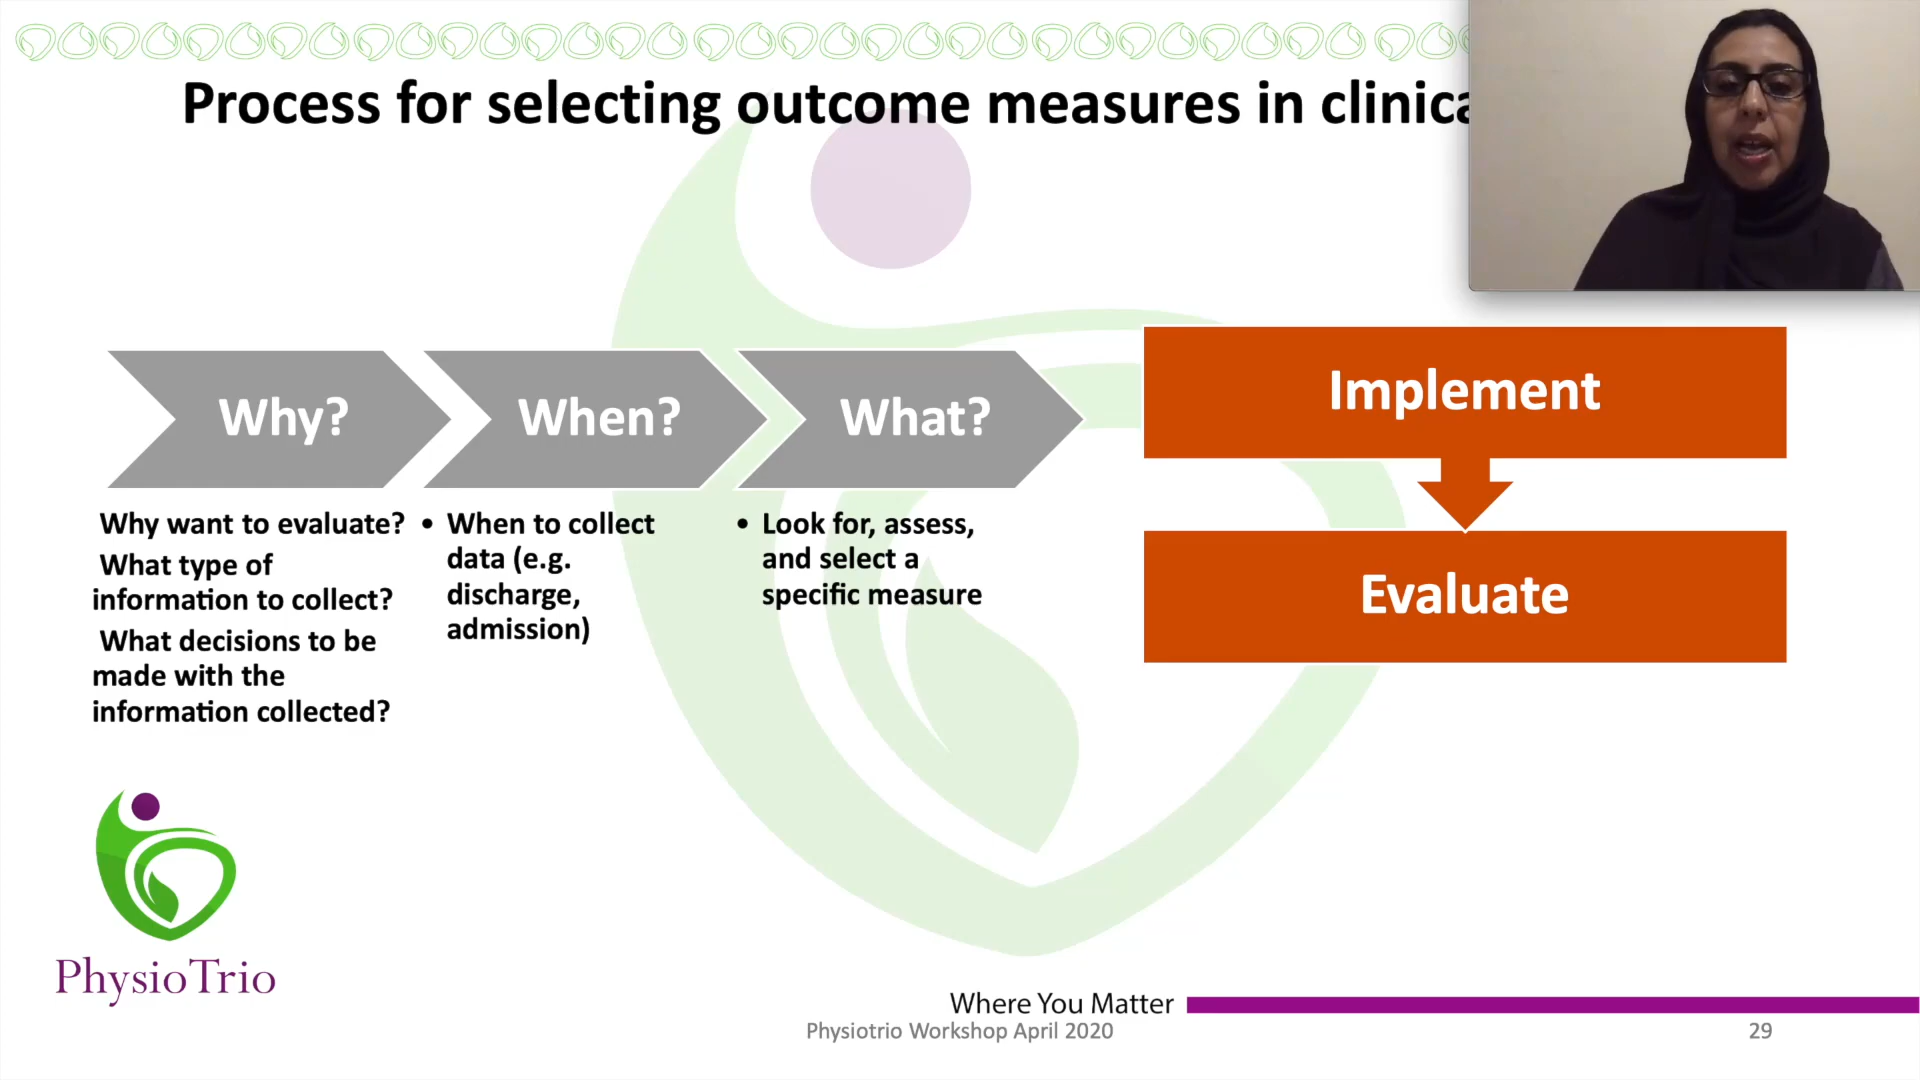 Process for selecting outcome measures in clinica
Why?
Why want to evaluate?
What type of
information to collect?
What decisions to be
made with the
information collected?
When?
• When to collect
data (e.g.
discharge,
admission)
What?
• Look for, assess,
and select a
specific measure
Implement
Evaluate
PhysioTrio
Where You Matter
Physiotrio Workshop April 2020
29